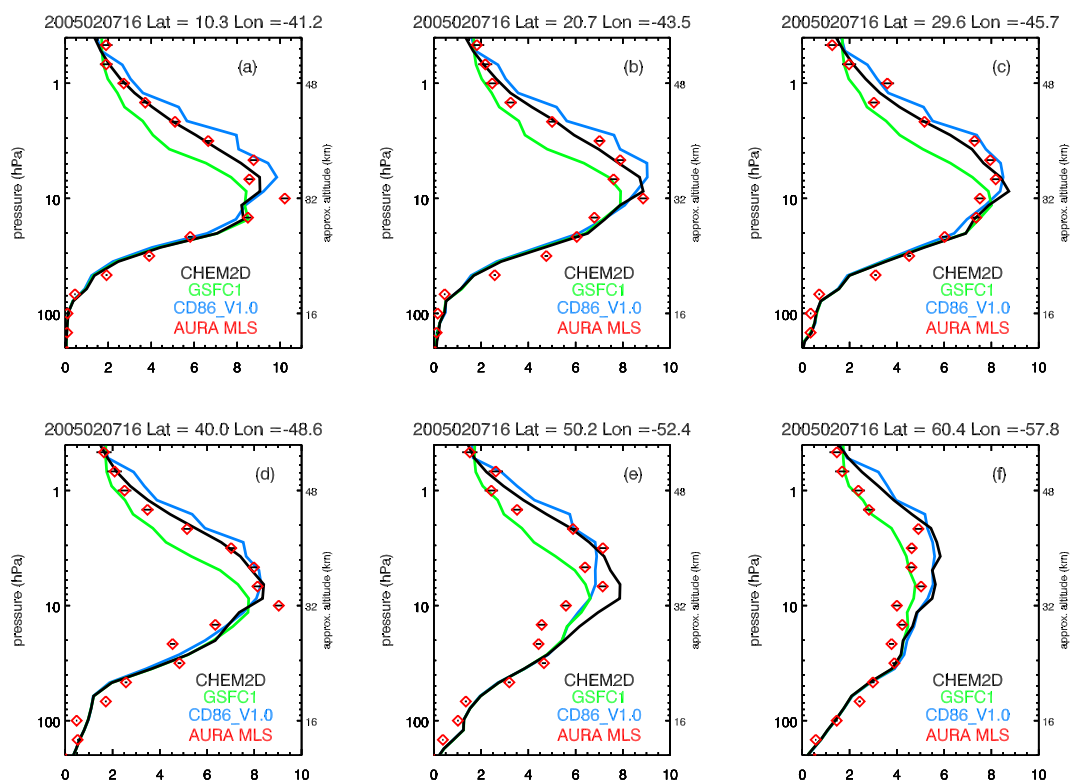 2005020716 Lat = 10.3 Lon =-41.2
(a)
pressure (hPa)
1
10
100
48
32
16
approx. altitude (km)
CHEM2D
GSFC1
CD86_V1.0
AURA MLS
0 2 4 6 8 10
2005020716 Lat = 20.7 Lon =-43.5
(b)
pressure (hPa)
1
10
100
48
32
16
approx. altitude (km)
CHEM2D
GSFC1
CD86_V1.0
AURA MLS
0 2 4 6 8 10
2005020716 Lat = 29.6 Lon =-45.7
(c)
pressure (hPa)
1
10
100
48
32
16
approx. altitude (km)
CHEM2D
GSFC1
CD86_V1.0
AURA MLS
0 2 4 6 8 10
2005020716 Lat = 40.0 Lon =-48.6
(d)
pressure (hPa)
1
10
100
48
32
16
approx. altitude (km)
CHEM2D
GSFC1
CD86_V1.0
AURA MLS
0 2 4 6 8 10
2005020716 Lat = 50.2 Lon =-52.4
(e)
pressure (hPa)
1
10
100
48
32
16
approx. altitude (km)
CHEM2D
GSFC1
CD86_V1.0
AURA MLS
0 2 4 6 8 10
2005020716 Lat = 60.4 Lon =-57.8
(f)
pressure (hPa)
1
10
100
48
32
16
approx. altitude (km)
CHEM2D
GSFC1
CD86_V1.0
AURA MLS
0 2 4 6 8 10